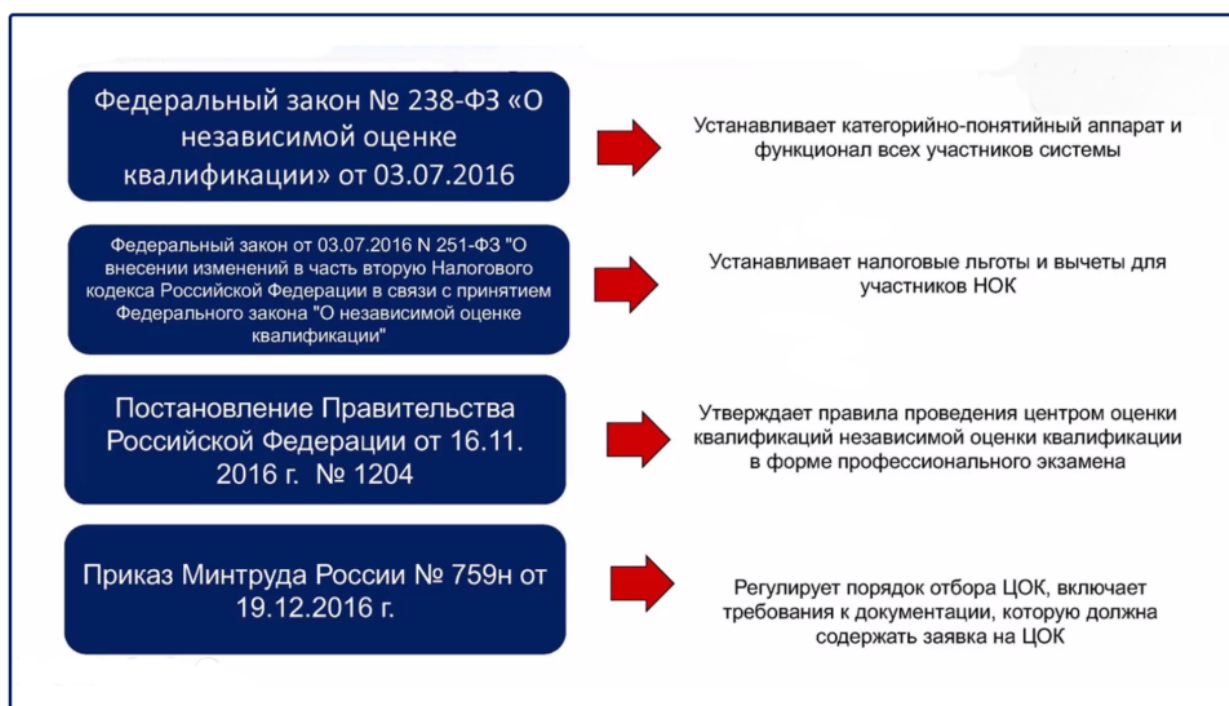 Федеральный закон № 238-ФЗ «О
независимой оценке
квалификации» от 03.07.2016
Устанавливает категорийно-понятийный аппарат и
функционал всех участников системы
Федеральный закон от 03.07.2016 N 251-ФЗ "О
внесении изменений в часть вторую Налогового
кодекса Российской Федерации в связи с принятием
Федерального закона "О независимой оценке
квалификации"
Устанавливает налоговые льготы и вычеты для
участников НОК
Постановление Правительства
Российской Федерации от 16.11.
2016 г. № 1204
Утверждает правила проведения центром оценки
квалификаций независимой оценки квалификации
в форме профессионального экзамена
Приказ Минтруда России № 759н от
19.12.2016 г.
Регулирует порядок отбора ЦОК, включает
требования к документации, которую должна
содержать заявка на ЦОК